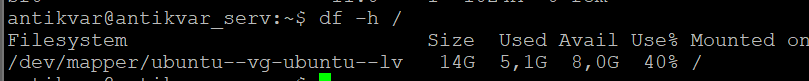 antikvar@antikvar_serv:~$ df -h /
Filesystem                         Size  Used Avail Use% Mounted on
/dev/mapper/ubuntu--vg-ubuntu--lv   14G  5,1G  8,0G  40% /